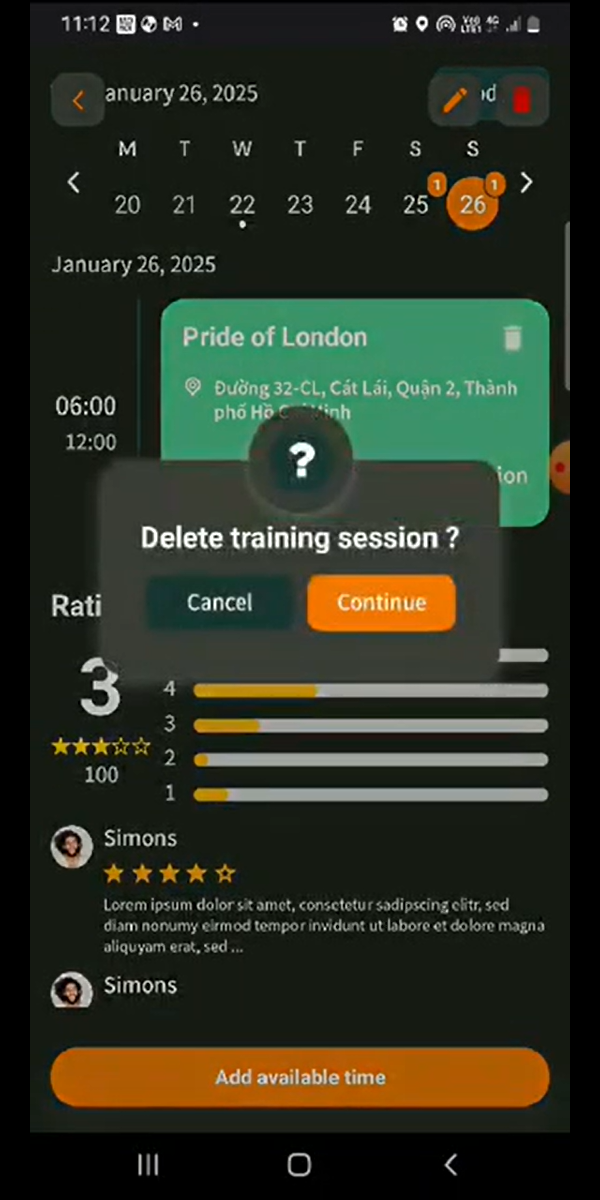 11:12
anuary 26, 2025
M T W T F S S
20 21 22 23 24 25 1 26 1
January 26, 2025
Pride of London
Đường 32-CL, Cát Lái, Quận 2, Thành
phố Hồ
06:00
12:00
ion
?
Delete training session ?
Cancel Continue
Rati
3
4
3
2
100
1
Simons
Lorem ipsum dolor sit amet, consetetur sadipscing elitr, sed
diam nonumy eirmod tempor invidunt ut labore et dolore magna
aliquyam erat, sed ...
Simons
Add available time